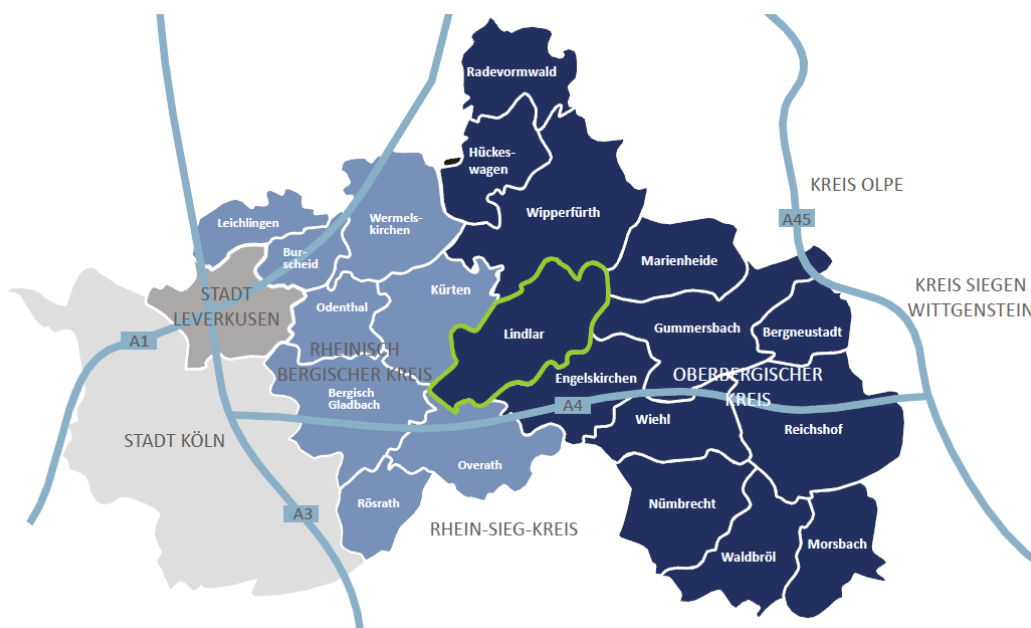 Radevormwald
Hückes-
wagen
KREIS OLPE
Wipperfürth
Wermels-
kirchen
Leichlingen
A45
Bur-
scheid
Marienheide
KREIS SIEGEN
WITTGENSTEIN
Kürten
STADT
LEVERKUSEN
Odenthal
Lindlar
Gummersbach
Bergneustadt
A1
RHEINISCH
BERGISCHER KREIS
Engelskirchen
OBERBERGISCHER
KREIS
Bergisch
Gladbach
A4
Wiehl
Reichshof
STADT KÖLN
Overath
Rösrath
Nümbrecht
A3
RHEIN-SIEG-KREIS
Waldbröl
Morsbach